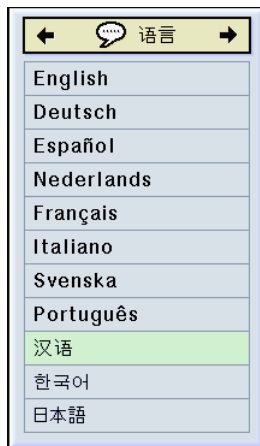 语言
English
Deutsch
Español
Nederlands
Français
Italiano
Svenska
Português
汉语
한국어
日本語